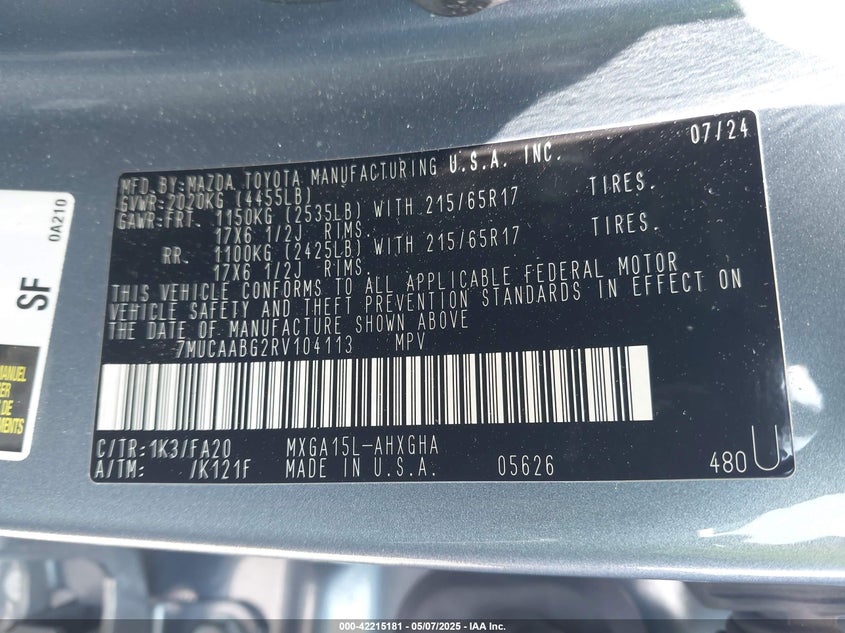 07/24
MFD. BY: MAZDA TOYOTA MANUFACTURING U.S.A. INC.
GVWR: 2020KG (4455LB)
GAWR: FRT. 1150KG (2535LB) WITH 215/65R17 TIRES.
17X6 1/2J RIMS.
RR. 1100KG (2425LB) WITH 215/65R17 TIRES.
17X6 1/2J RIMS.
THIS VEHICLE CONFORMS TO ALL APPLICABLE FEDERAL MOTOR
VEHICLE SAFETY AND THEFT PREVENTION STANDARDS IN EFFECT ON
THE DATE OF MANUFACTURE SHOWN ABOVE
7MUCAABG2RV104113 MPV
C/TR: 1K3/FA20 MXGA15L-AHXGHA
A/TM: /K121F MADE IN U.S.A. 05626 480 U
0A210
SF
MANUEL
DE
000-42215181 - 05/07/2025 - IAA Inc.